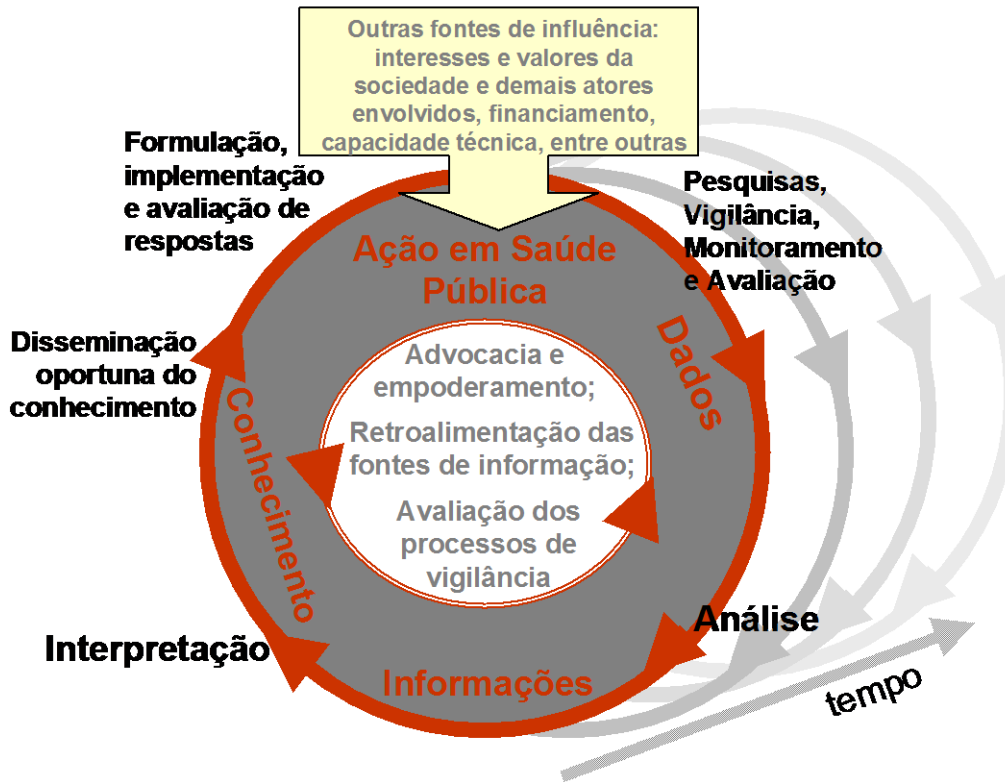 Outras fontes de influência:
interesses e valores da
sociedade e demais atores
envolvidos, financiamento,
capacidade técnica, entre outras
Formulação,
implementação
e avaliação de
respostas
Pesquisas,
Vigilância,
Monitoramento
e Avaliação
Ação em Saúde
Pública
Dados
Disseminação
oportuna do
conhecimento
Conhecimento
Advocacia e
empoderamento;
Retroalimentação das
fontes de informação;
Avaliação dos
processos de
vigilância
Análise
Interpretação
Informações
tempo